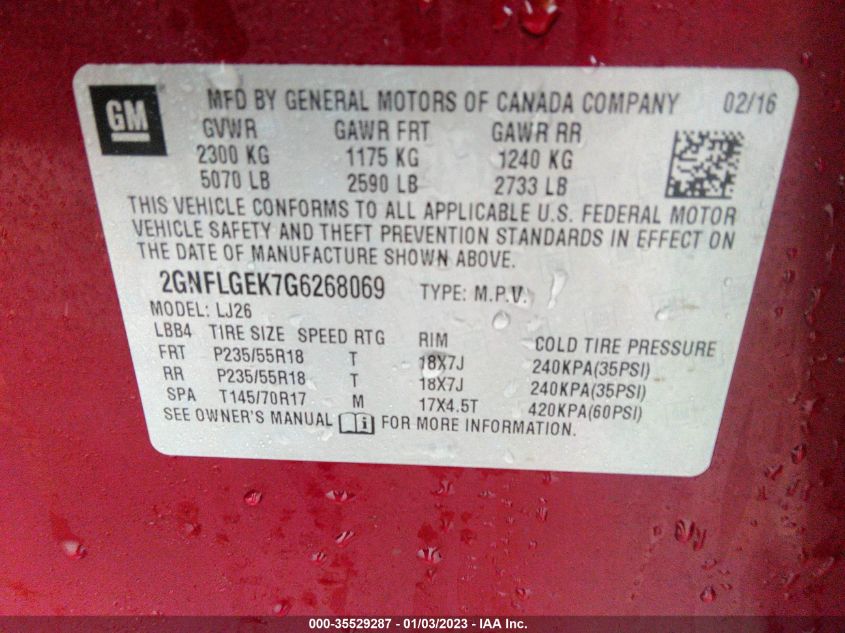 GM
MFD BY GENERAL MOTORS OF CANADA COMPANY 02/16
GVWR GAWR FRT GAWR RR
2300 KG 1175 KG 1240 KG
5070 LB 2590 LB 2733 LB
THIS VEHICLE CONFORMS TO ALL APPLICABLE U.S. FEDERAL MOTOR
VEHICLE SAFETY AND THEFT PREVENTION STANDARDS IN EFFECT ON
THE DATE OF MANUFACTURE SHOWN ABOVE.
2GNFLGEK7G6268069 TYPE: M.P.V.
MODEL: LJ26
LBB4 TIRE SIZE SPEED RTG RIM COLD TIRE PRESSURE
FRT P235/55R18 T 18X7J 240KPA(35PSI)
RR P235/55R18 T 18X7J 240KPA(35PSI)
SPA T145/70R17 M 17X4.5T 420KPA(60PSI)
SEE OWNER'S MANUAL FOR MORE INFORMATION.
000-35529287 - 01/03/2023 - IAA Inc.